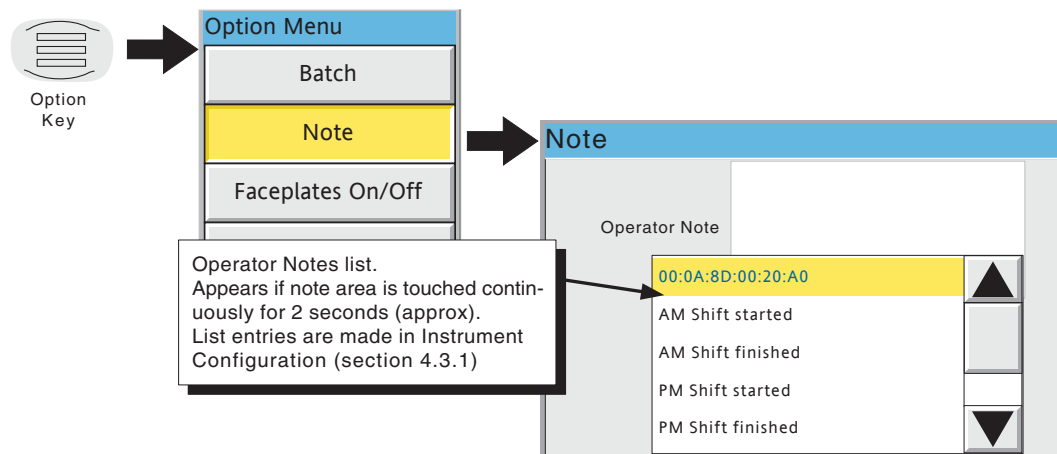 Option
Key
Option Menu
Batch
Note
Faceplates On/Off
Operator Notes list.
Appears if note area is touched contin-
uously for 2 seconds (approx).
List entries are made in Instrument
Configuration (section 4.3.1)
Note
Operator Note
00:0A:8D:00:20:A0
AM Shift started
AM Shift finished
PM Shift started
PM Shift finished